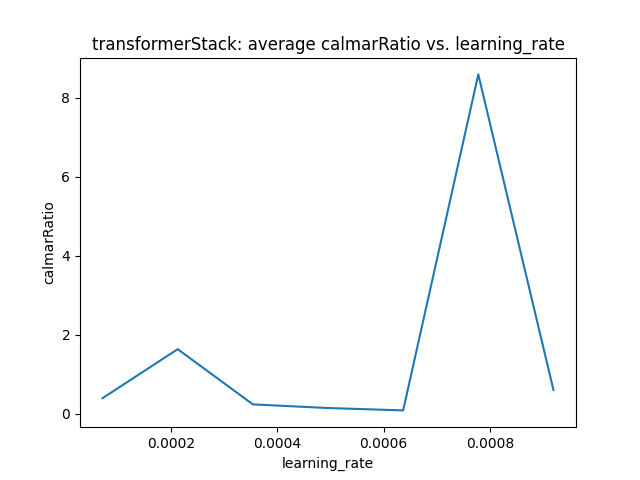 transformerStack: average calmarRatio vs. learning_rate
calmarRatio
8
6
4
2
0
0.0002 0.0004 0.0006 0.0008
learning_rate